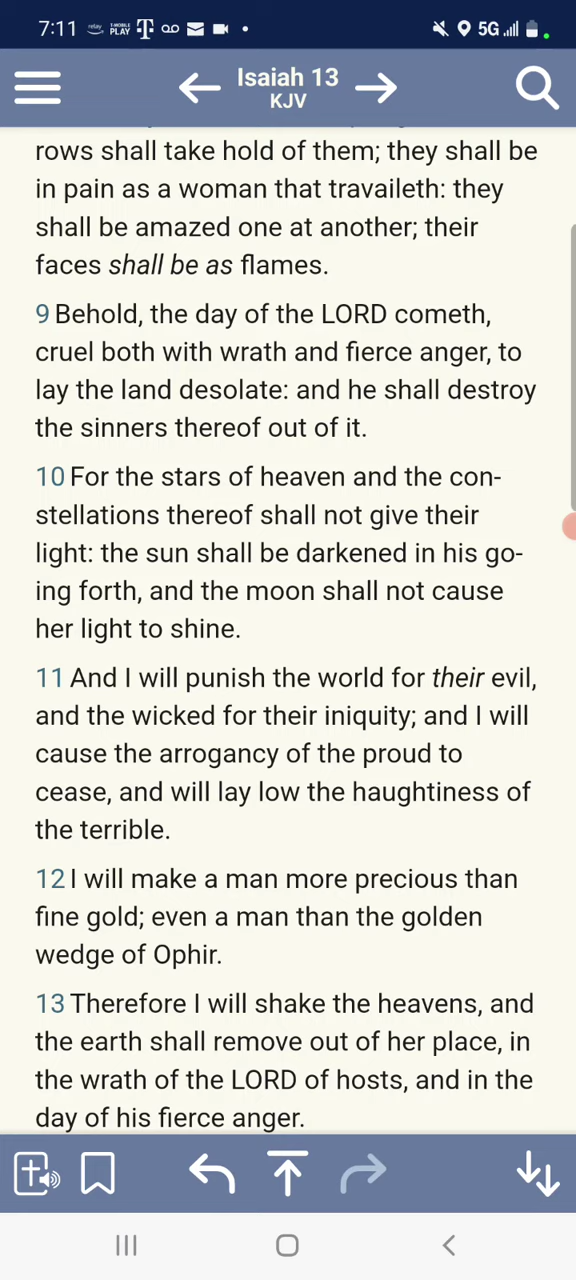 7:11 relay T-MOBILE PLAY T 5G
Isaiah 13
KJV
rows shall take hold of them; they shall be
in pain as a woman that travaileth: they
shall be amazed one at another; their
faces shall be as flames.
9 Behold, the day of the LORD cometh,
cruel both with wrath and fierce anger, to
lay the land desolate: and he shall destroy
the sinners thereof out of it.
10 For the stars of heaven and the con-
stellations thereof shall not give their
light: the sun shall be darkened in his go-
ing forth, and the moon shall not cause
her light to shine.
11 And I will punish the world for their evil,
and the wicked for their iniquity; and I will
cause the arrogancy of the proud to
cease, and will lay low the haughtiness of
the terrible.
12 I will make a man more precious than
fine gold; even a man than the golden
wedge of Ophir.
13 Therefore I will shake the heavens, and
the earth shall remove out of her place, in
the wrath of the LORD of hosts, and in the
day of his fierce anger.